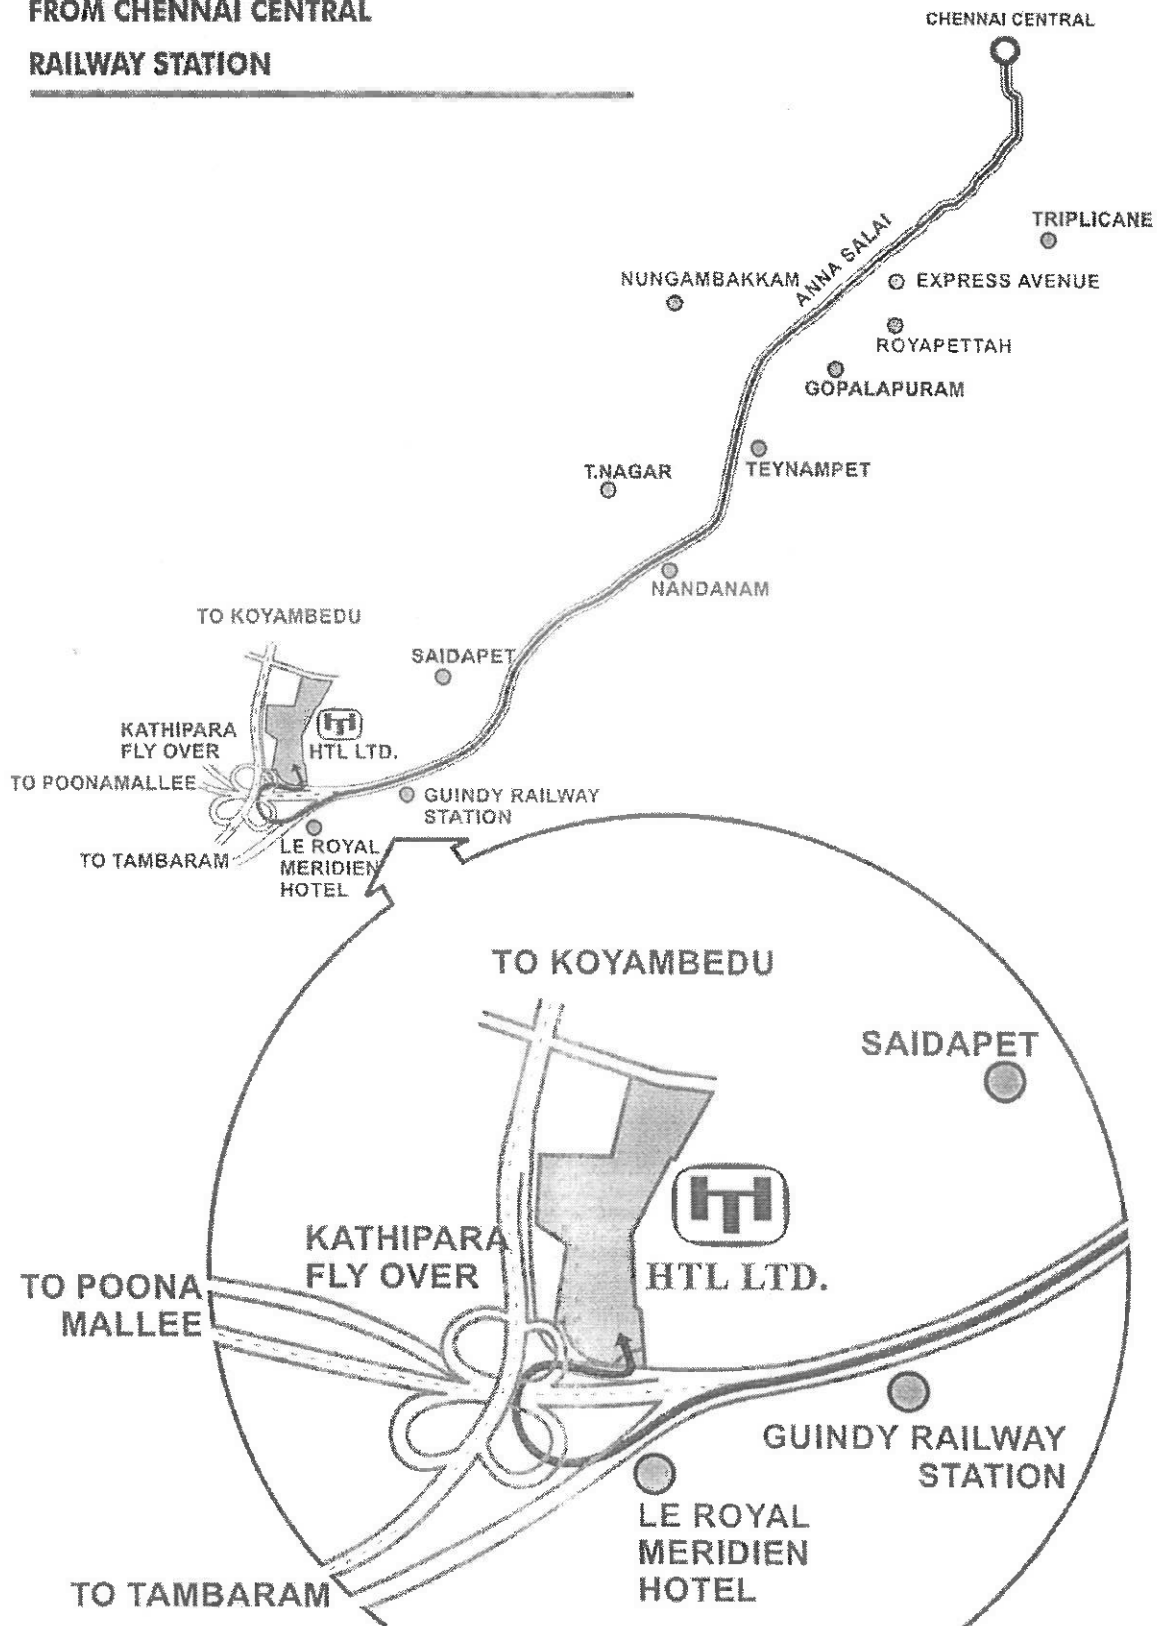 FROM CHENNAI CENTRAL
RAILWAY STATION
CHENNAI CENTRAL
TRIPLICANE
ANNA SALAI
NUNGAMBAKKAM
EXPRESS AVENUE
ROYAPETTAH
GOPALAPURAM
TEYNAMPET
T.NAGAR
NANDANAM
TO KOYAMBEDU
SAIDAPET
KATHIPARA
FLY OVER
HTL LTD.
TO POONAMALLEE
GUINDY RAILWAY
STATION
LE ROYAL
MERIDIEN
HOTEL
TO TAMBARAM
TO KOYAMBEDU
SAIDAPET
KATHIPARA
FLY OVER
HTL LTD.
TO POONA
MALLEE
GUINDY RAILWAY
STATION
LE ROYAL
MERIDIEN
HOTEL
TO TAMBARAM